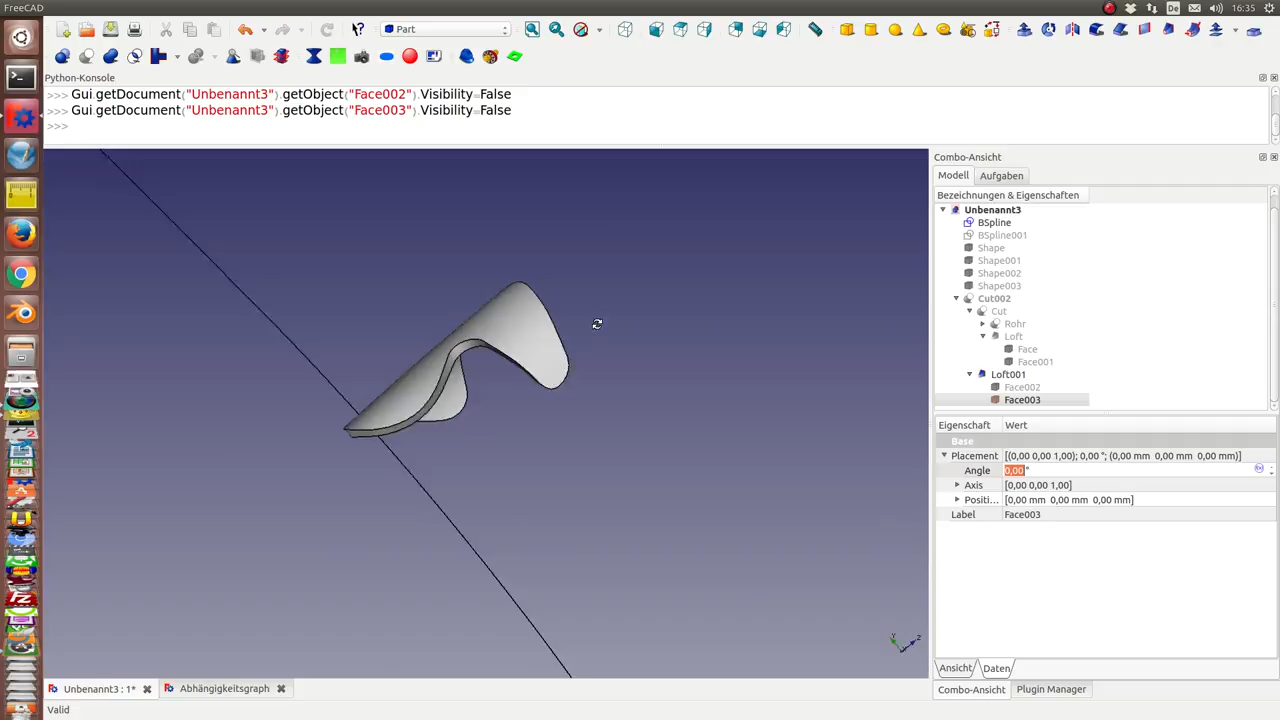 FreeCAD
De
16:35
Part
Python-Konsole
>>> Gui getDocument("Unbenannt3").getObject("Face002").Visibility=False
>>> Gui getDocument("Unbenannt3").getObject("Face003").Visibility=False
>>>
Combo-Ansicht
Modell
Aufgaben
Bezeichnungen & Eigenschaften
Unbenannt3
BSpline
BSpline001
Shape
Shape001
Shape002
Shape003
Cut002
Cut
Rohr
Loft
Face
Face001
Loft001
Face002
Face003
Eigenschaft Wert
Base
Placement [(0,00 0,00 1,00); 0,00 °; (0,00 mm 0,00 mm 0,00 mm)]
Angle 0,00 °
Axis [0,00 0,00 1,00]
Positi... [0,00 mm 0,00 mm 0,00 mm]
Label Face003
Ansicht Daten
Unbenannt3 : 1*
Abhängigkeitsgraph
Combo-Ansicht
Plugin Manager
Valid